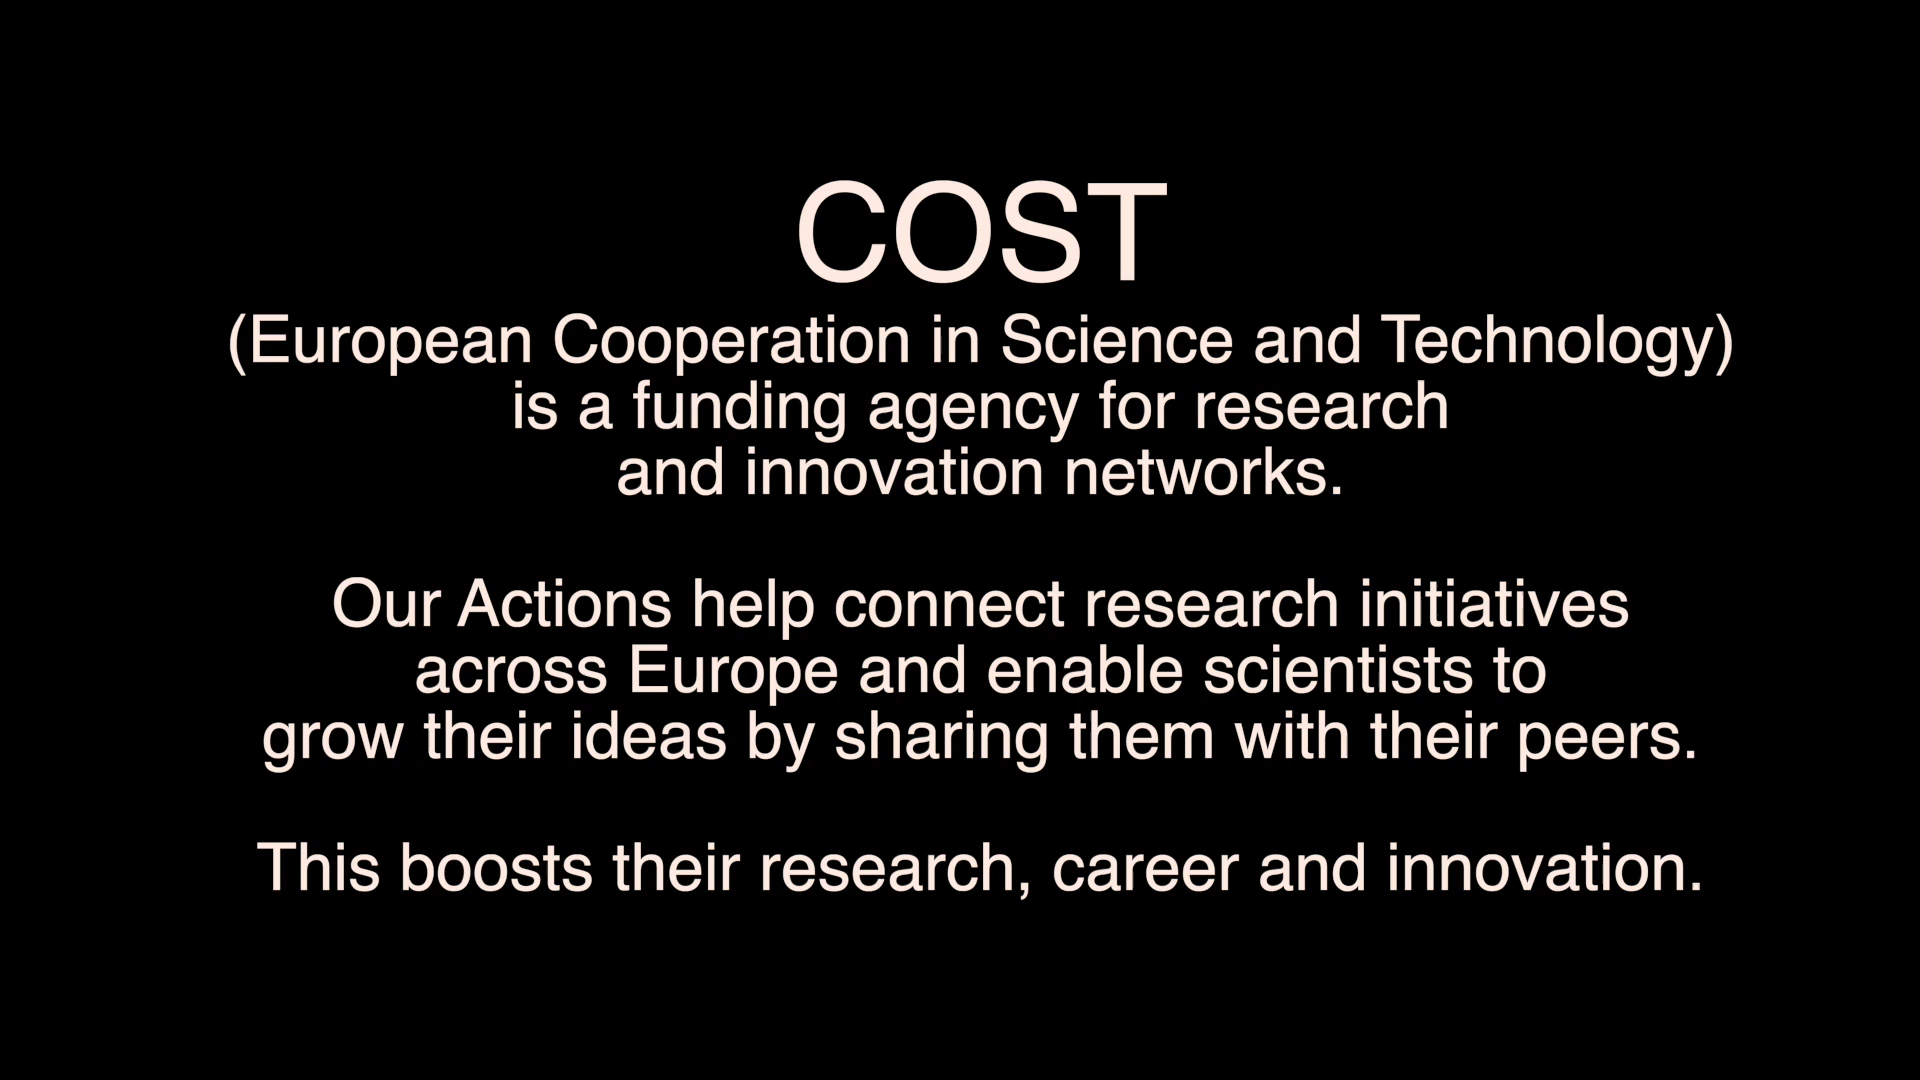 COST
(European Cooperation in Science and Technology)
is a funding agency for research
and innovation networks.
Our Actions help connect research initiatives
across Europe and enable scientists to
grow their ideas by sharing them with their peers.
This boosts their research, career and innovation.